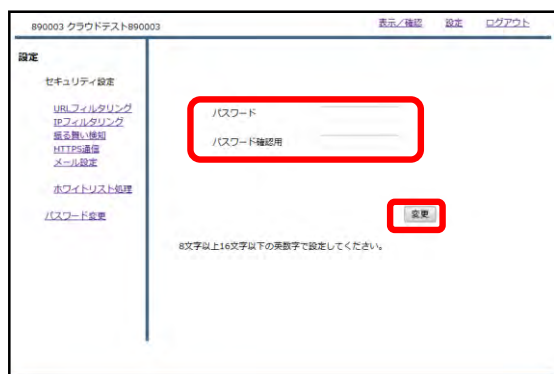 890003 クラウドテスト890003
表示／確認 設定 ログアウト
設定
セキュリティ設定
URLフィルタリング
IPフィルタリング
振る舞い検知
HTTPS通信
メール設定
ホワイトリスト処理
パスワード変更
パスワード
パスワード確認用
変更
8文字以上16文字以下の英数字で設定してください。